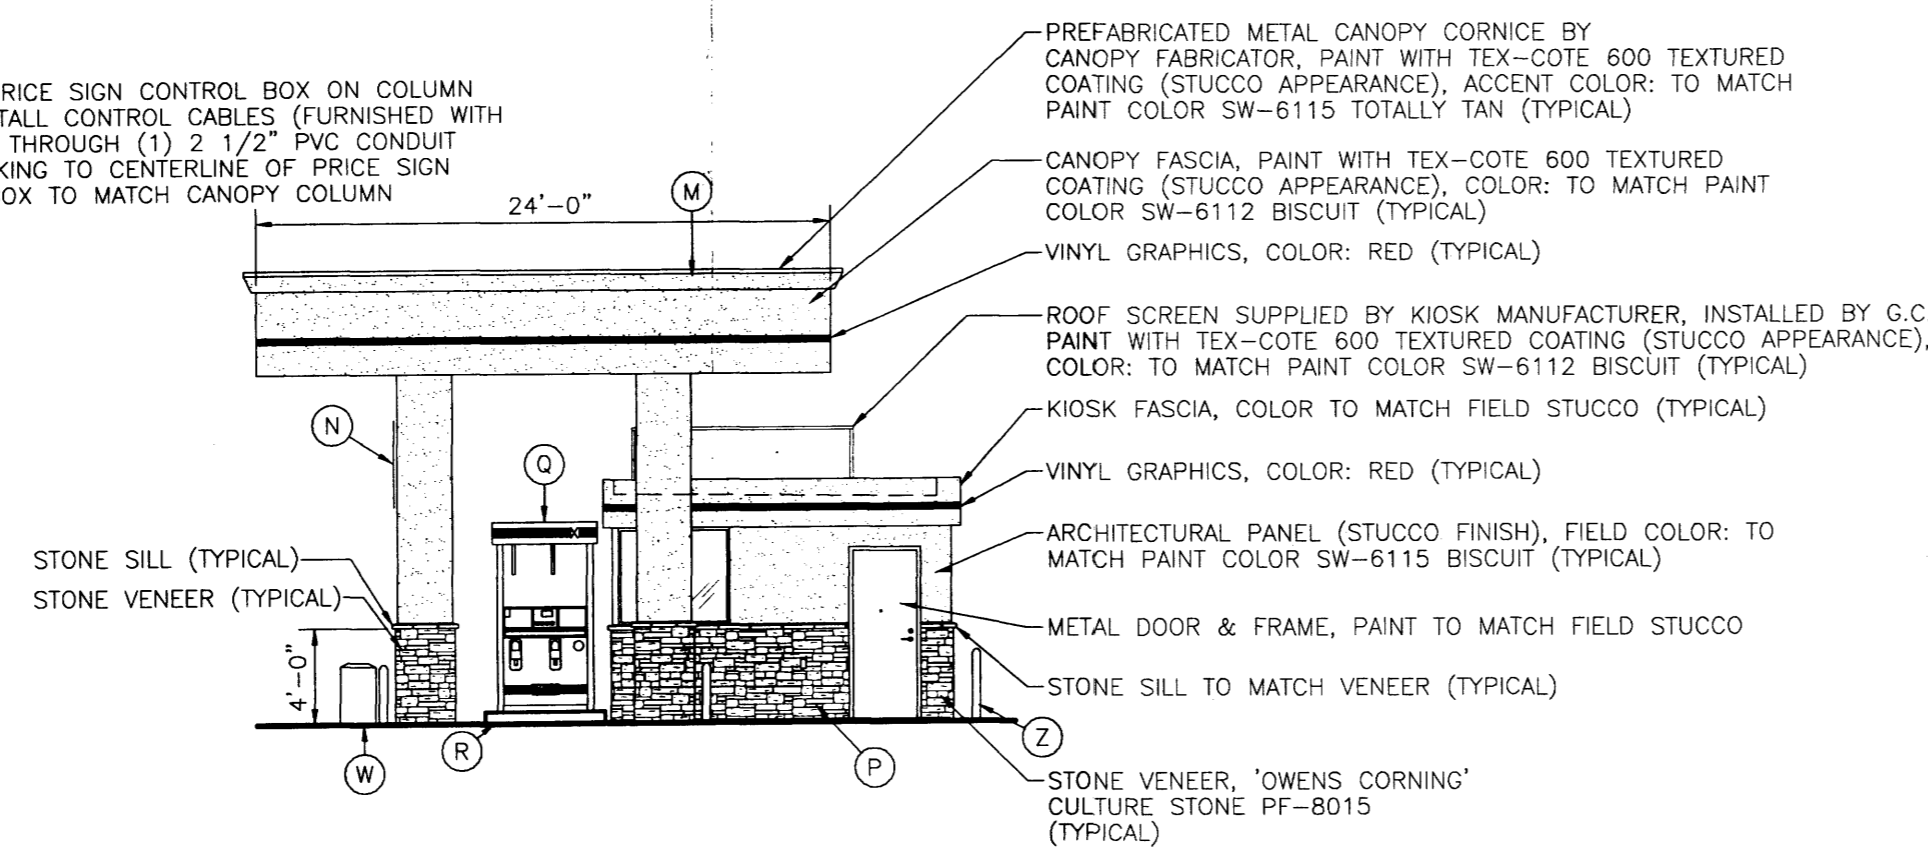 RICE SIGN CONTROL BOX ON COLUMN
TALL CONTROL CABLES (FURNISHED WITH
THROUGH (1) 2 1/2" PVC CONDUIT
KING TO CENTERLINE OF PRICE SIGN
OX TO MATCH CANOPY COLUMN
24'-0"
M
PREFABRICATED METAL CANOPY CORNICE BY
CANOPY FABRICATOR, PAINT WITH TEX-COTE 600 TEXTURED
COATING (STUCCO APPEARANCE), ACCENT COLOR: TO MATCH
PAINT COLOR SW-6115 TOTALLY TAN (TYPICAL)
CANOPY FASCIA, PAINT WITH TEX-COTE 600 TEXTURED
COATING (STUCCO APPEARANCE), COLOR: TO MATCH PAINT
COLOR SW-6112 BISCUIT (TYPICAL)
VINYL GRAPHICS, COLOR: RED (TYPICAL)
ROOF SCREEN SUPPLIED BY KIOSK MANUFACTURER, INSTALLED BY G.C.
PAINT WITH TEX-COTE 600 TEXTURED COATING (STUCCO APPEARANCE),
COLOR: TO MATCH PAINT COLOR SW-6112 BISCUIT (TYPICAL)
KIOSK FASCIA, COLOR TO MATCH FIELD STUCCO (TYPICAL)
VINYL GRAPHICS, COLOR: RED (TYPICAL)
ARCHITECTURAL PANEL (STUCCO FINISH), FIELD COLOR: TO
MATCH PAINT COLOR SW-6115 BISCUIT (TYPICAL)
METAL DOOR & FRAME, PAINT TO MATCH FIELD STUCCO
STONE SILL TO MATCH VENEER (TYPICAL)
STONE VENEER, 'OWENS CORNING'
CULTURE STONE PF-8015
(TYPICAL)
N
Q
STONE SILL (TYPICAL)
STONE VENEER (TYPICAL)
4'-0"
W
R
P
Z